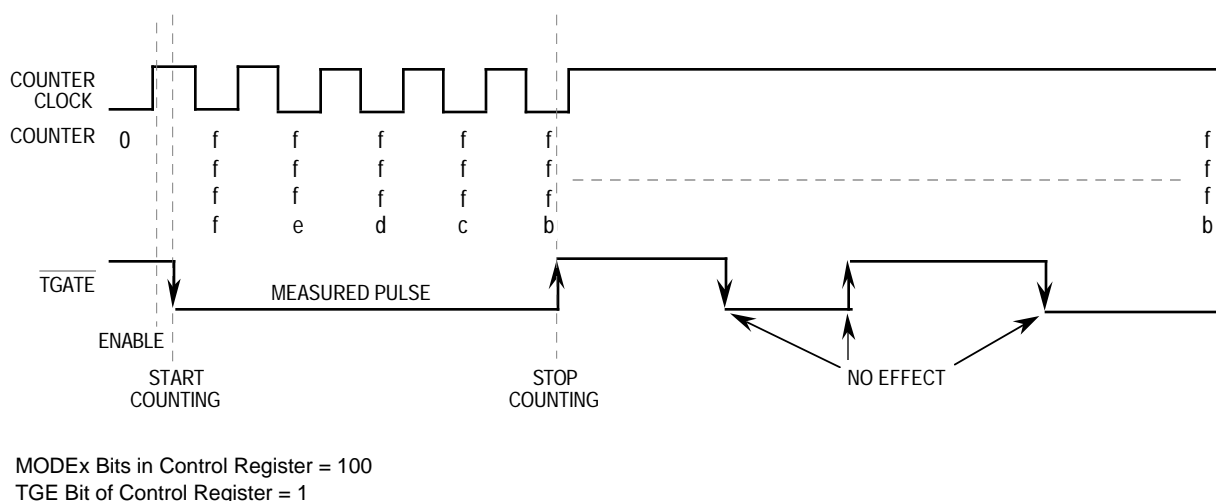 COUNTER
CLOCK
COUNTER 0 f f f f f f
f f f f f f
f f f f f f
f e d c b b
TGATE
MEASURED PULSE
ENABLE
START
COUNTING
STOP
COUNTING
NO EFFECT
MODEx Bits in Control Register = 100
TGE Bit of Control Register = 1